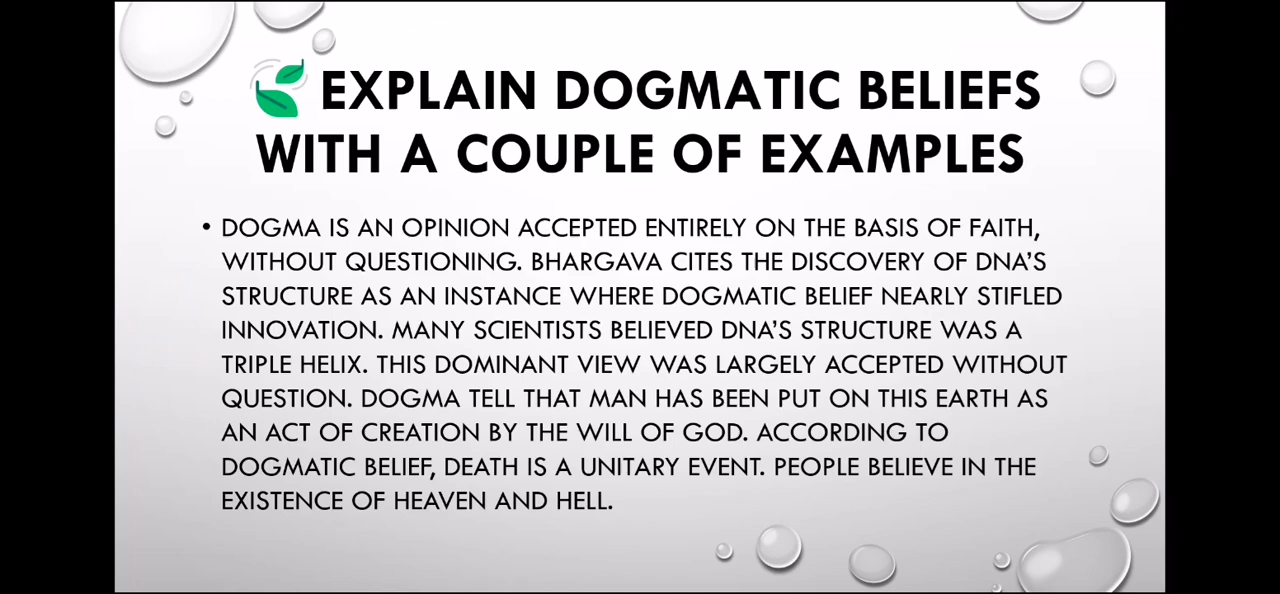 EXPLAIN DOGMATIC BELIEFS
WITH A COUPLE OF EXAMPLES
• DOGMA IS AN OPINION ACCEPTED ENTIRELY ON THE BASIS OF FAITH,
WITHOUT QUESTIONING. BHARGAVA CITES THE DISCOVERY OF DNA'S
STRUCTURE AS AN INSTANCE WHERE DOGMATIC BELIEF NEARLY STIFLED
INNOVATION. MANY SCIENTISTS BELIEVED DNA'S STRUCTURE WAS A
TRIPLE HELIX. THIS DOMINANT VIEW WAS LARGELY ACCEPTED WITHOUT
QUESTION. DOGMA TELL THAT MAN HAS BEEN PUT ON THIS EARTH AS
AN ACT OF CREATION BY THE WILL OF GOD. ACCORDING TO
DOGMATIC BELIEF, DEATH IS A UNITARY EVENT. PEOPLE BELIEVE IN THE
EXISTENCE OF HEAVEN AND HELL.